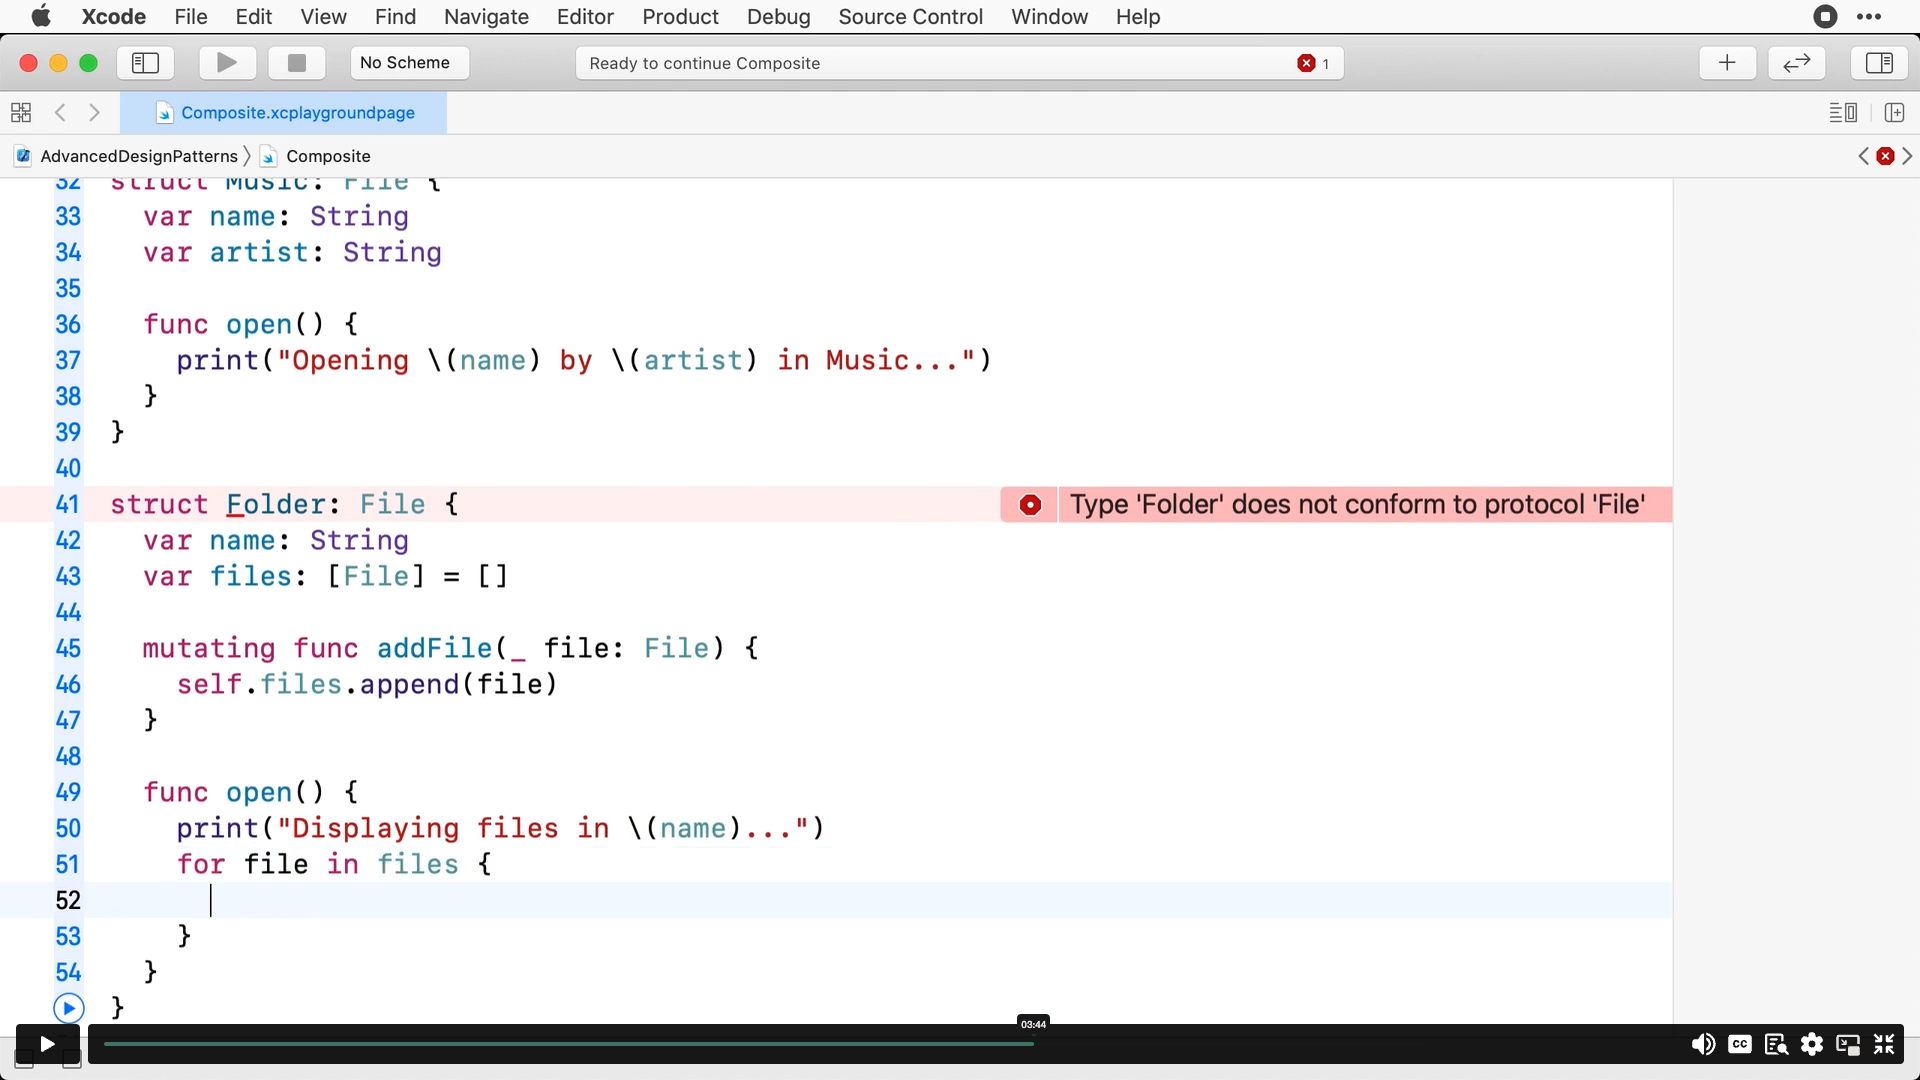 Xcode File Edit View Find Navigate Editor Product Debug Source Control Window Help
No Scheme
Ready to continue Composite
1
Composite.xcplaygroundpage
AdvancedDesignPatterns
Composite
32 struct Music: File {
33 var name: String
34 var artist: String
35
36 func open() {
37 print("Opening \(name) by \(artist) in Music...")
38 }
39 }
40
41 struct Folder: File {
Type 'Folder' does not conform to protocol 'File'
42 var name: String
43 var files: [File] = []
44
45 mutating func addFile(_ file: File) {
46 self.files.append(file)
47 }
48
49 func open() {
50 print("Displaying files in \(name)...")
51 for file in files {
52
53 }
54 }
}
03:44
CC